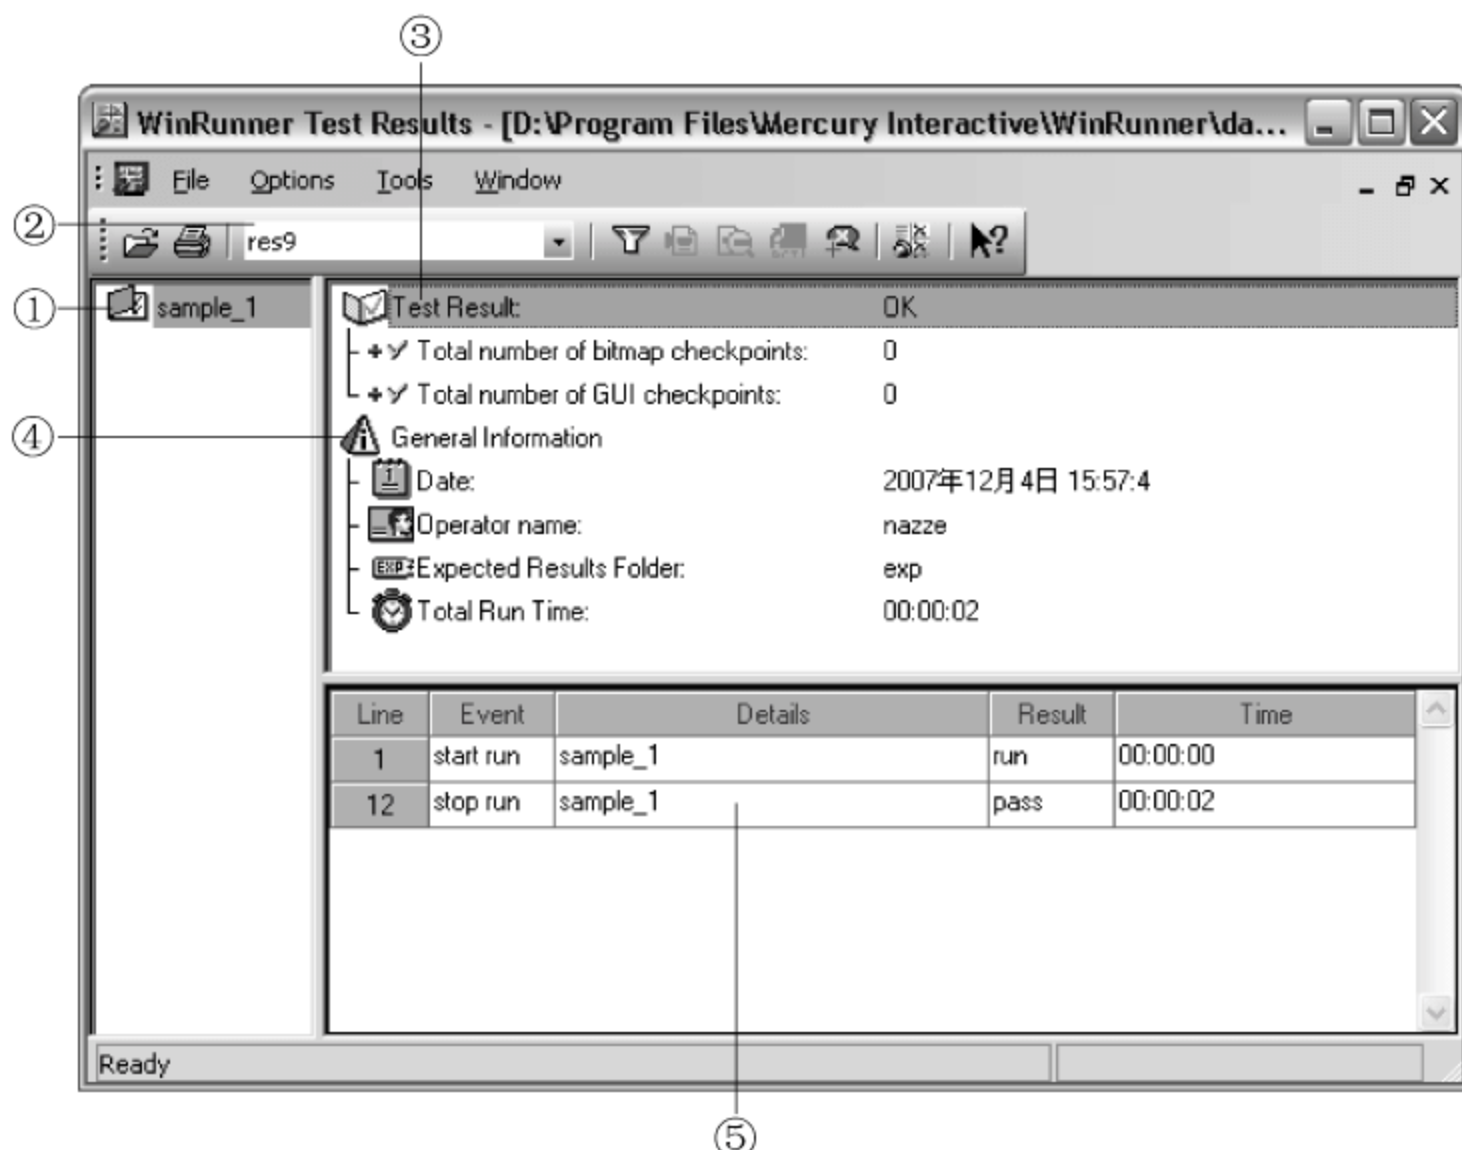 ③
WinRunner Test Results - [D:\Program Files\Mercury Interactive\WinRunner\da...
File Options Tools Window
②
res9
①
sample_1
Test Result: OK
Total number of bitmap checkpoints: 0
Total number of GUI checkpoints: 0
④
General Information
Date: 2007年12月4日 15:57:4
Operator name: nazze
Expected Results Folder: exp
Total Run Time: 00:00:02
Line Event Details Result Time
1 start run sample_1 run 00:00:00
12 stop run sample_1 pass 00:00:02
Ready
⑤